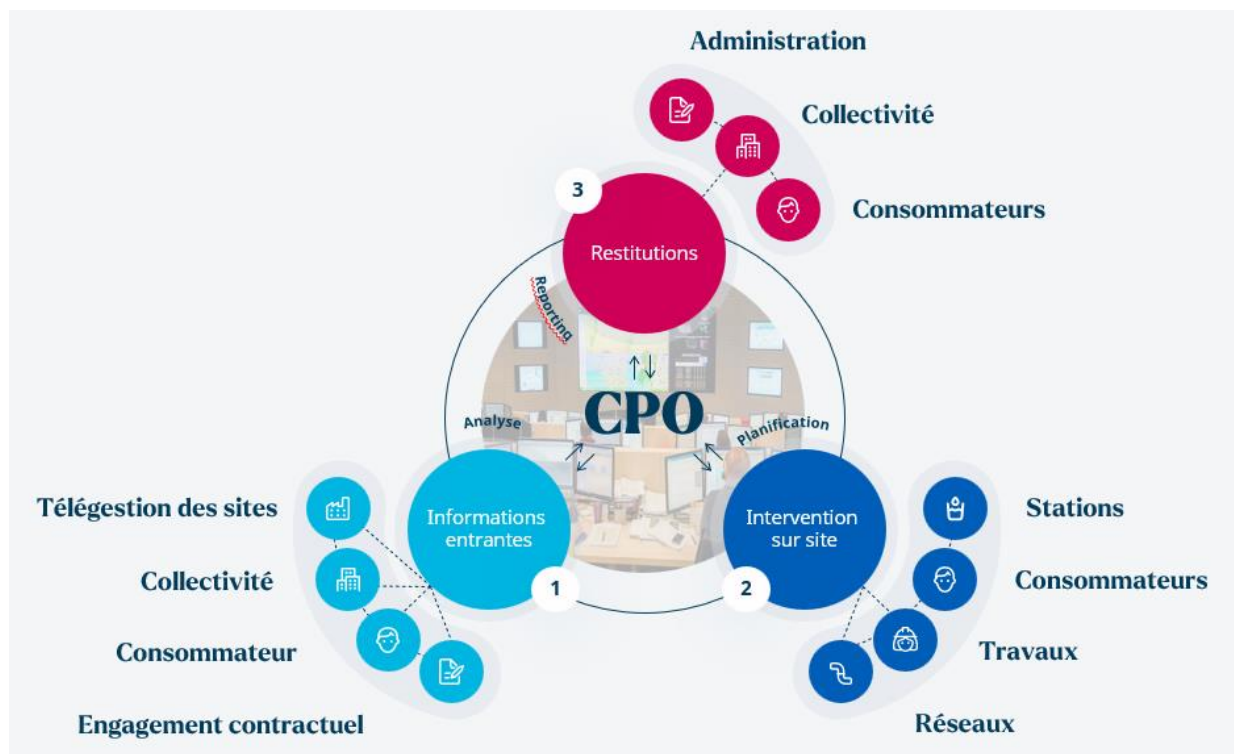 Administration
Collectivité
Consommateurs
3
Restitutions
Reporting
CPO
Analyse
Planification
Informations
entrantes
1
Télégestion des sites
Collectivité
Consommateur
Engagement contractuel
Intervention
sur site
2
Stations
Consommateurs
Travaux
Réseaux